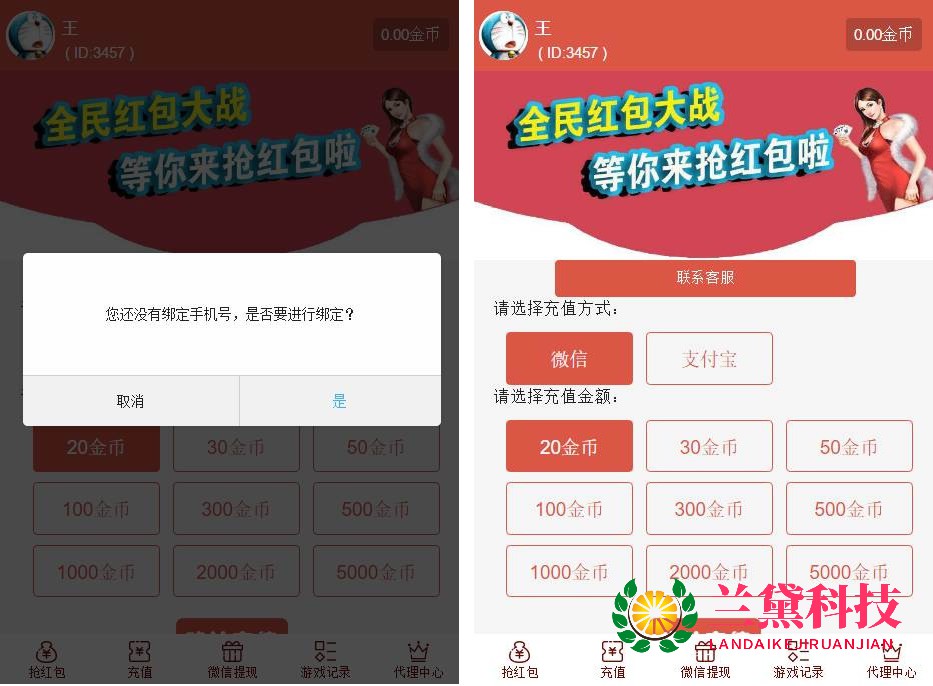 王
( ID:3457 )
0.00金币
全民红包大战
等你来抢红包啦
您还没有绑定手机号，是否要进行绑定？
取消
是
20金币
30金币
50金币
100金币
300金币
500金币
1000金币
2000金币
5000金币
抢红包
充值
微信提现
游戏记录
代理中心
王
( ID:3457 )
0.00金币
全民红包大战
等你来抢红包啦
联系客服
请选择充值方式：
微信
支付宝
请选择充值金额：
20金币
30金币
50金币
100金币
300金币
500金币
1000金币
2000金币
5000金币
兰黛科技
LANDAIKEJIRUANJIAN
抢红包
充值
微信提现
游戏记录
代理中心